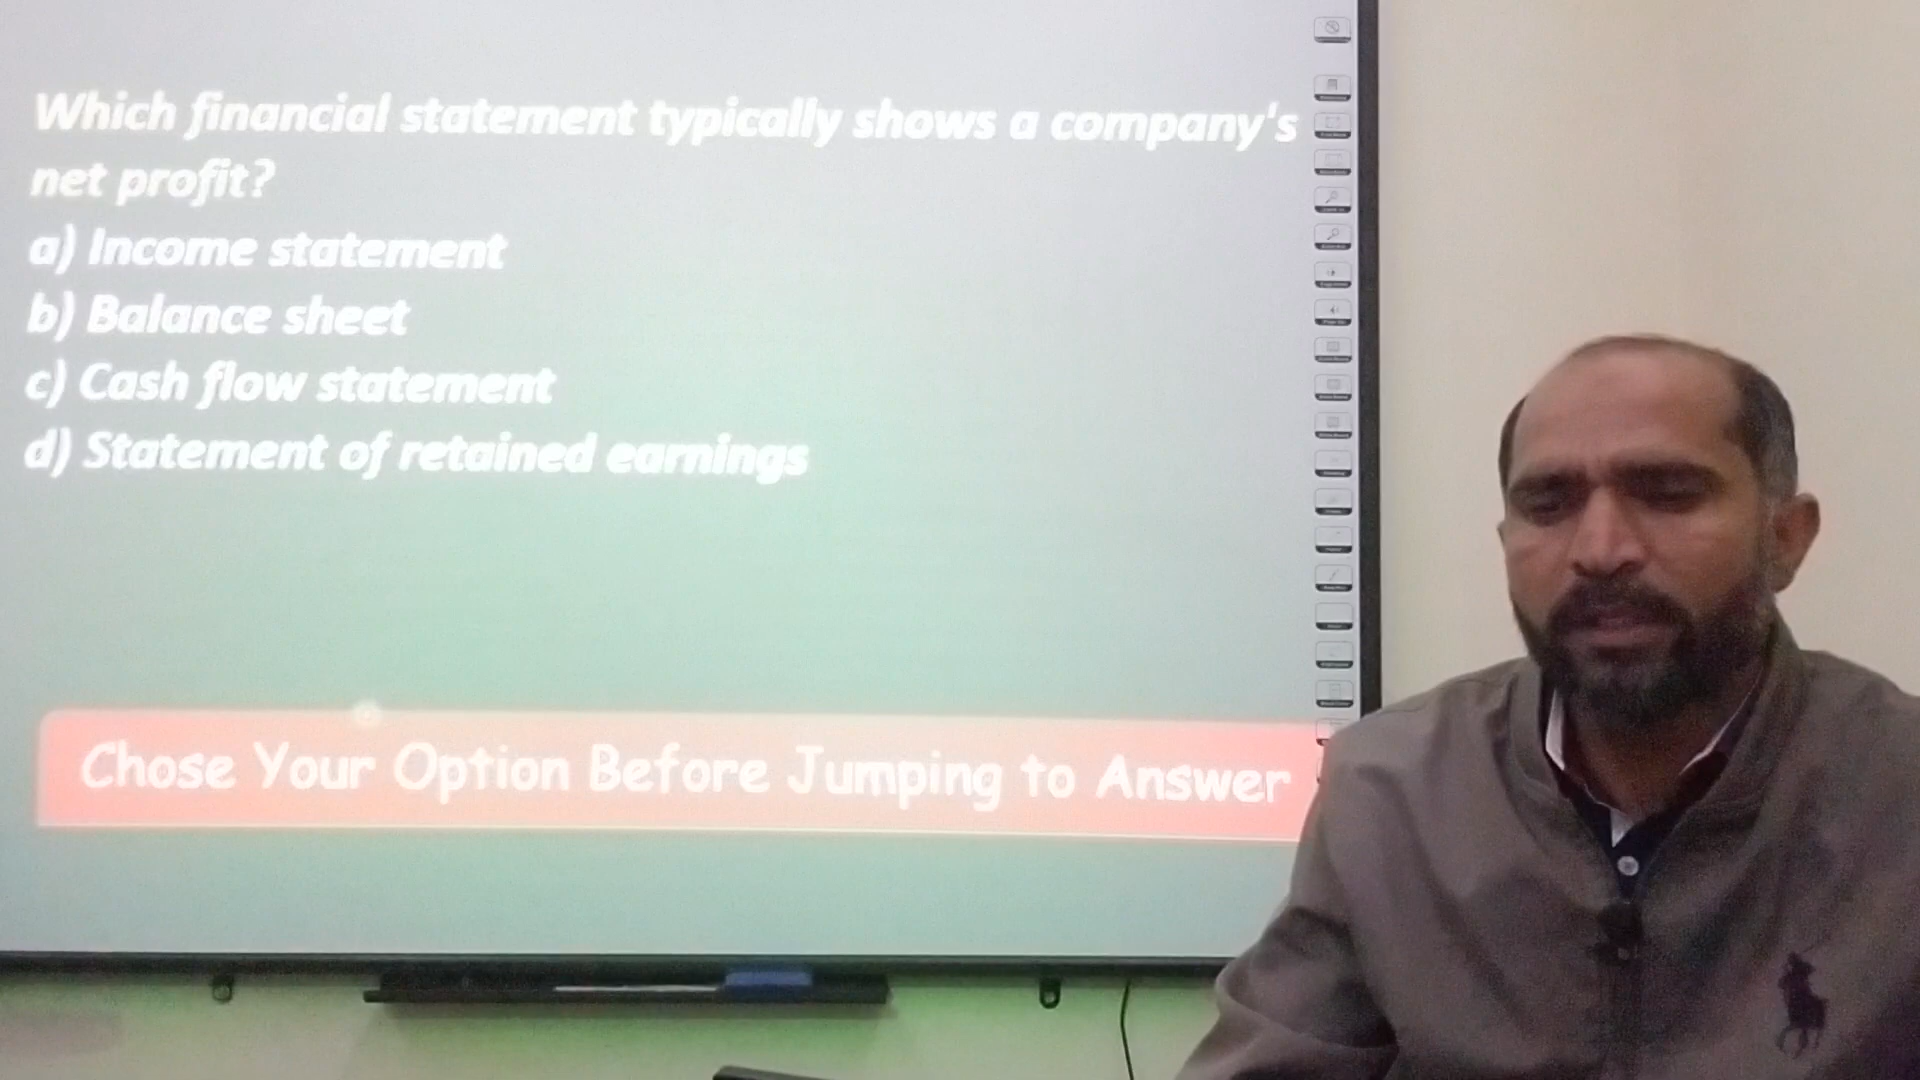 Which financial statement typically shows a company's
net profit?
a) Income statement
b) Balance sheet
c) Cash flow statement
d) Statement of retained earnings
Chose Your Option Before Jumping to Answer